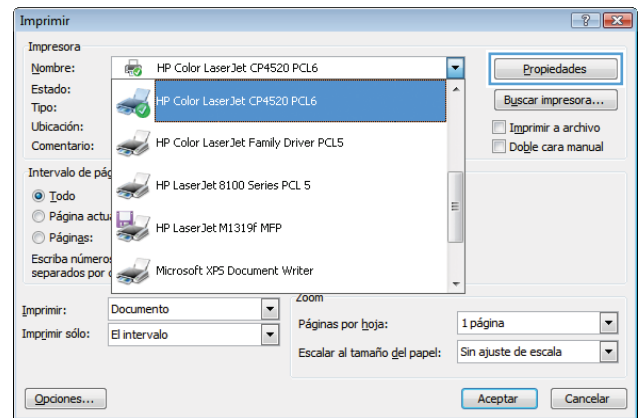 Imprimir
Impresora
Nombre: HP Color LaserJet CP4520 PCL6 Propiedades
Estado: HP Color LaserJet CP4520 PCL6 Buscar impresora...
Tipo:
Ubicación: Imprimir a archivo
Comentario: HP Color LaserJet Family Driver PCL5 Doble cara manual
Intervalo de pág
HP LaserJet 8100 Series PCL 5
Todo
Página actua
HP LaserJet M1319f MFP
Páginas:
Escriba números
separados por c
Microsoft XPS Document Writer
Zoom
Imprimir: Documento
Páginas por hoja: 1 página
Imprimir sólo: El intervalo
Escalar al tamaño del papel: Sin ajuste de escala
Opciones... Aceptar Cancelar